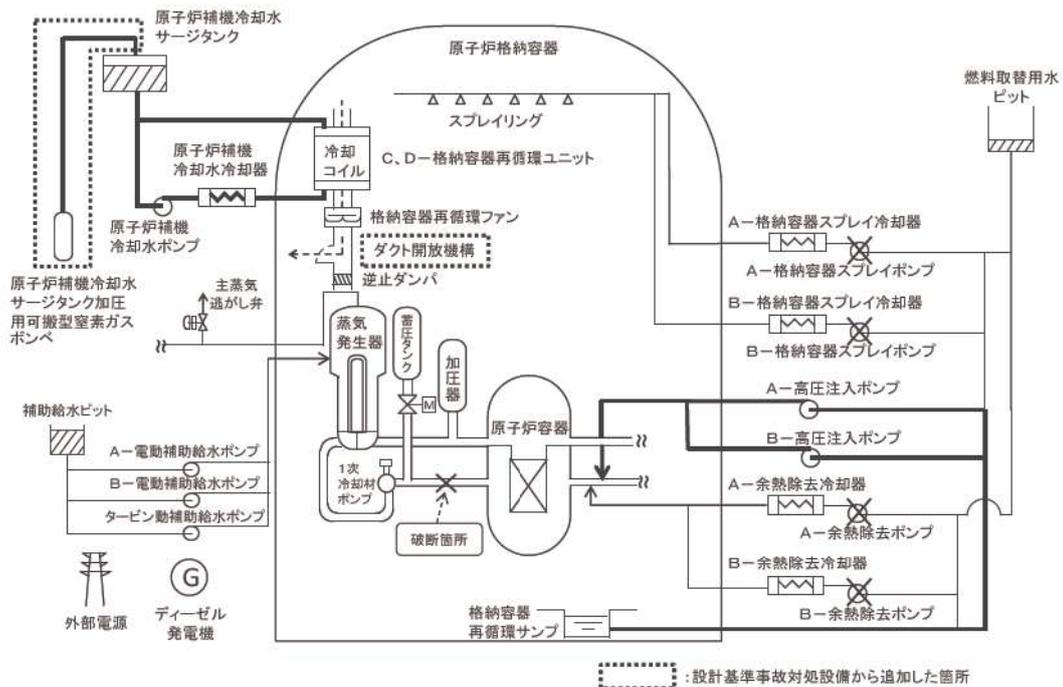 原子炉補機冷却水
サージタンク
原子炉格納容器
燃料取替用水
ピット
スプレイリング
原子炉補機
冷却水冷却器
冷却
コイル
C、D－格納容器再循環ユニット
原子炉補機
冷却水ポンプ
格納容器再循環ファン
ダクト開放機構
逆止ダンパ
A－格納容器スプレイ冷却器
A－格納容器スプレイポンプ
B－格納容器スプレイ冷却器
B－格納容器スプレイポンプ
原子炉補機冷却水
サージタンク加圧
用可搬型窒素ガス
ボンベ
主蒸気
逃がし弁
蒸気
発生器
蓄圧タンク
加圧器
M
原子炉容器
A－高圧注入ポンプ
B－高圧注入ポンプ
補助給水ピット
A－電動補助給水ポンプ
B－電動補助給水ポンプ
タービン動補助給水ポンプ
1次
冷却材
ポンプ
破断箇所
A－余熱除去冷却器
A－余熱除去ポンプ
B－余熱除去冷却器
B－余熱除去ポンプ
外部電源
G
ディーゼル
発電機
格納容器
再循環サンプ
：設計基準事故対処設備から追加した箇所